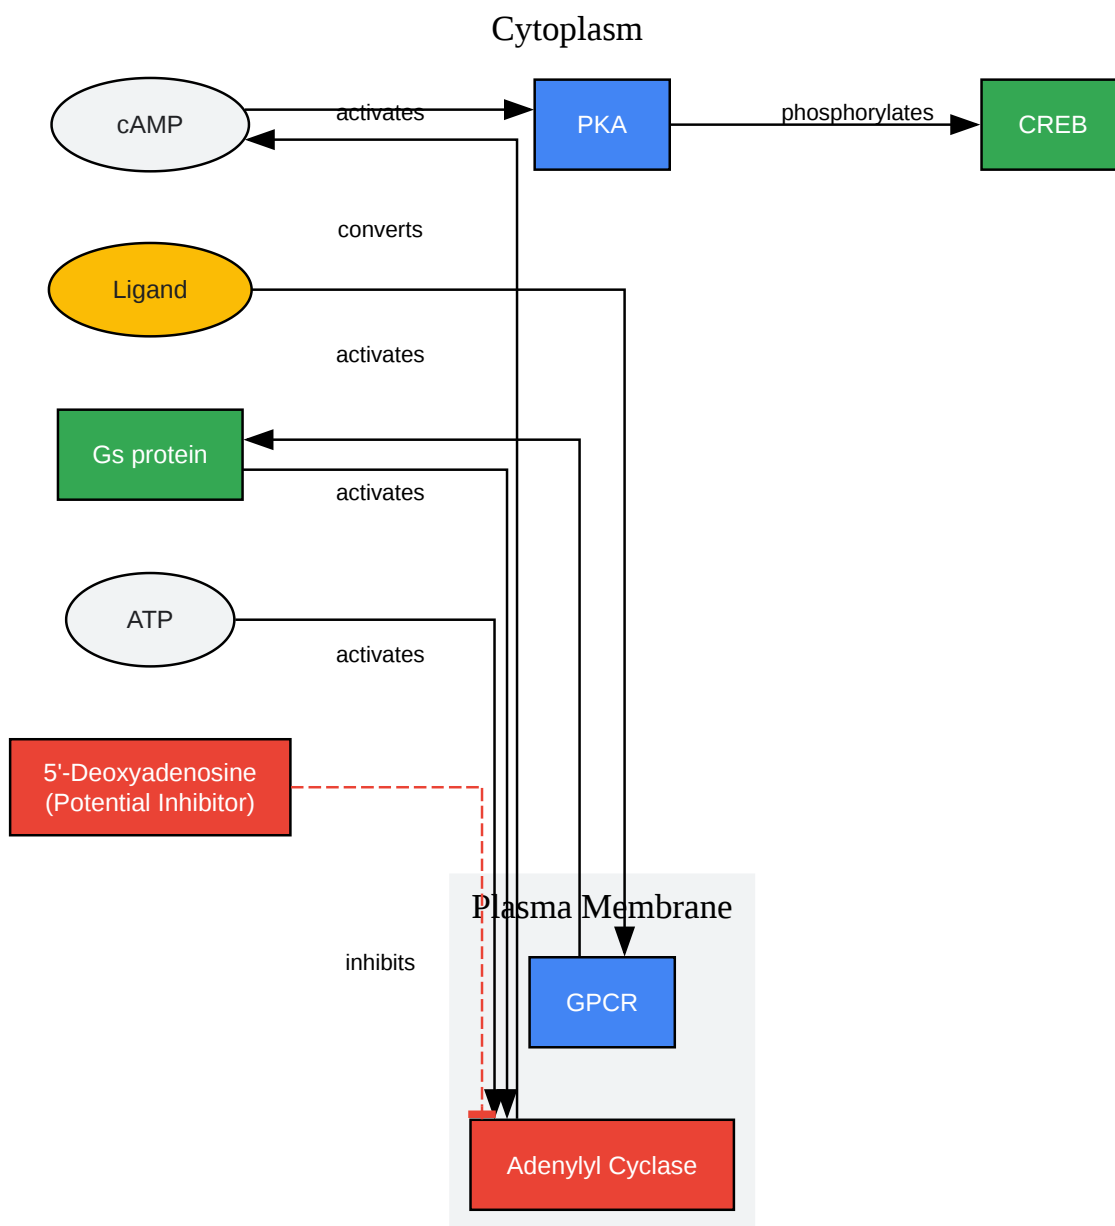 Cytoplasm
cAMP
activates
PKA
phosphorylates
CREB
converts
Ligand
activates
Gs protein
activates
ATP
activates
5'-Deoxyadenosine
(Potential Inhibitor)
Plasma Membrane
inhibits
GPCR
Adenylyl Cyclase